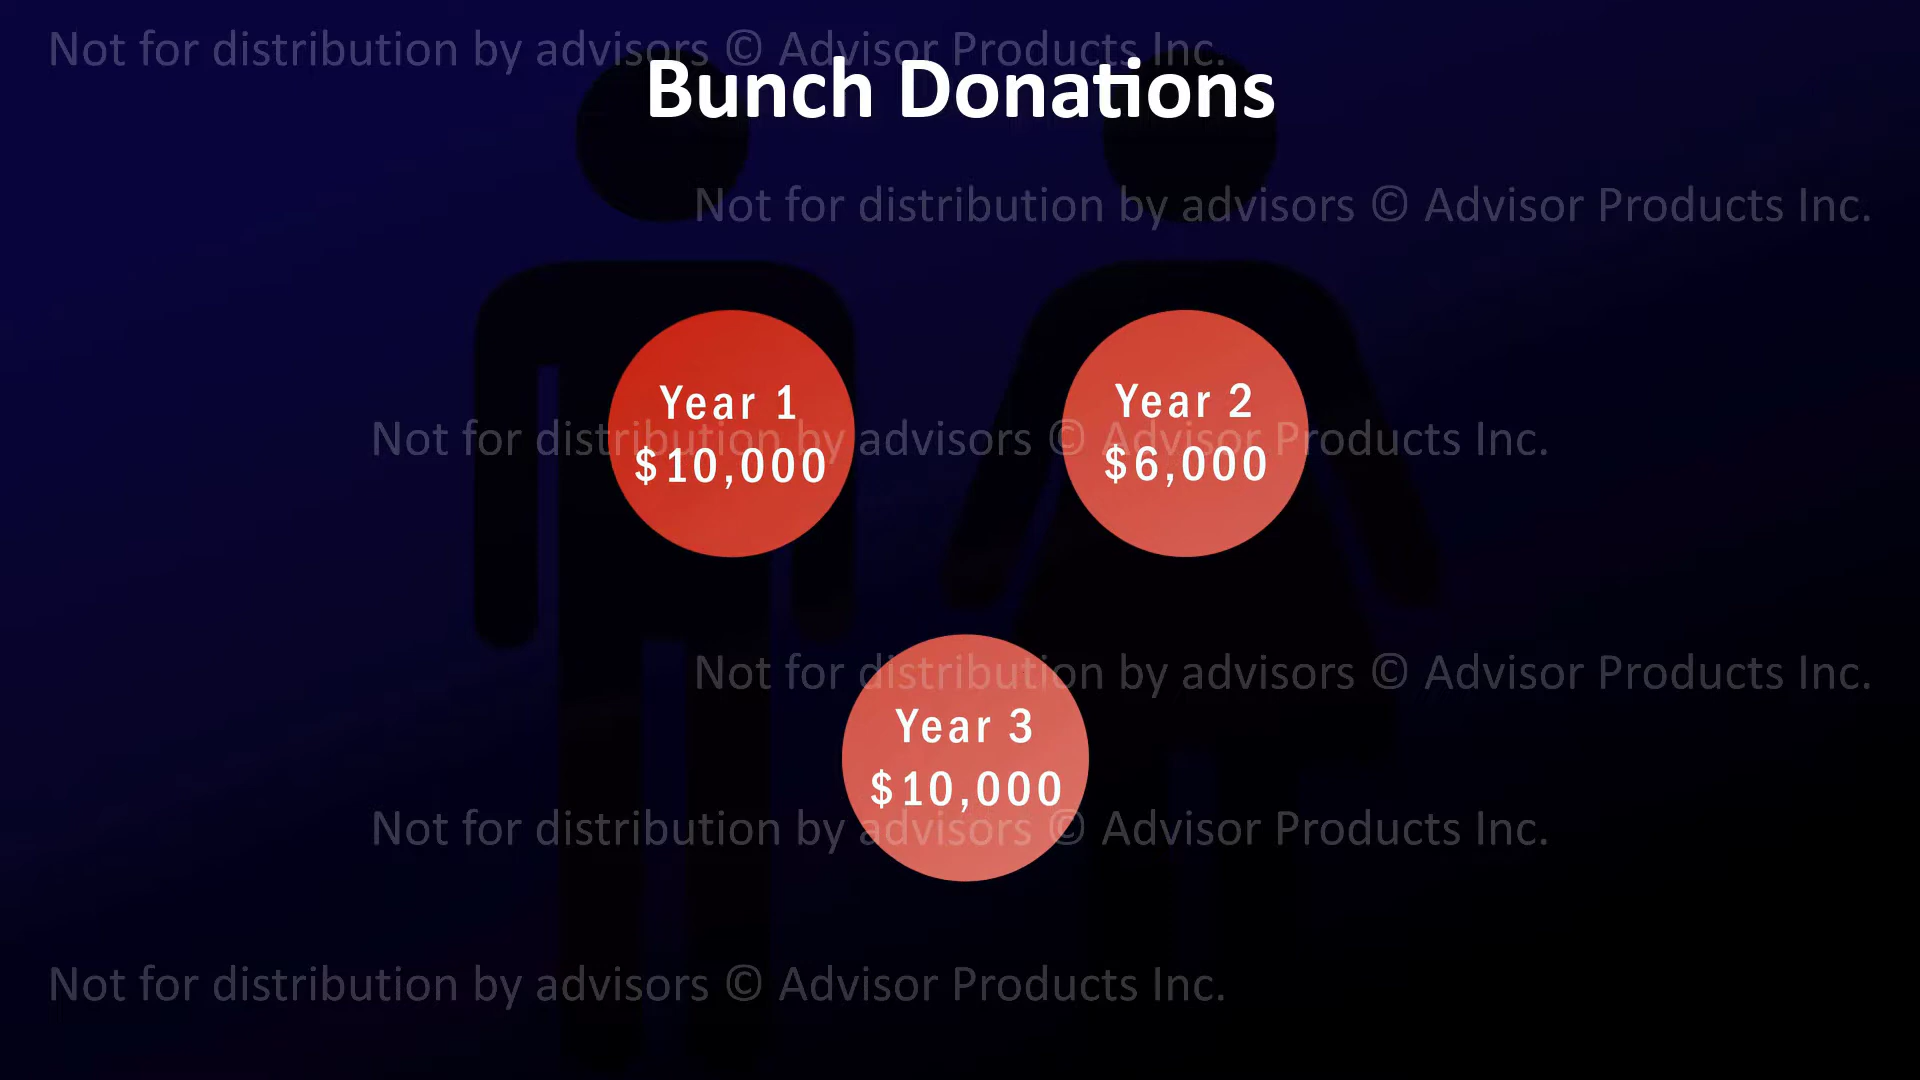 Not for distribution by advisors © Advisor Products Inc.
Bunch Donations
Not for distribution by advisors © Advisor Products Inc.
Year 1
$10,000
Year 2
$6,000
Not for distribution by advisors © Advisor Products Inc.
Not for distribution by advisors © Advisor Products Inc.
Year 3
$10,000
Not for distribution by advisors © Advisor Products Inc.
Not for distribution by advisors © Advisor Products Inc.